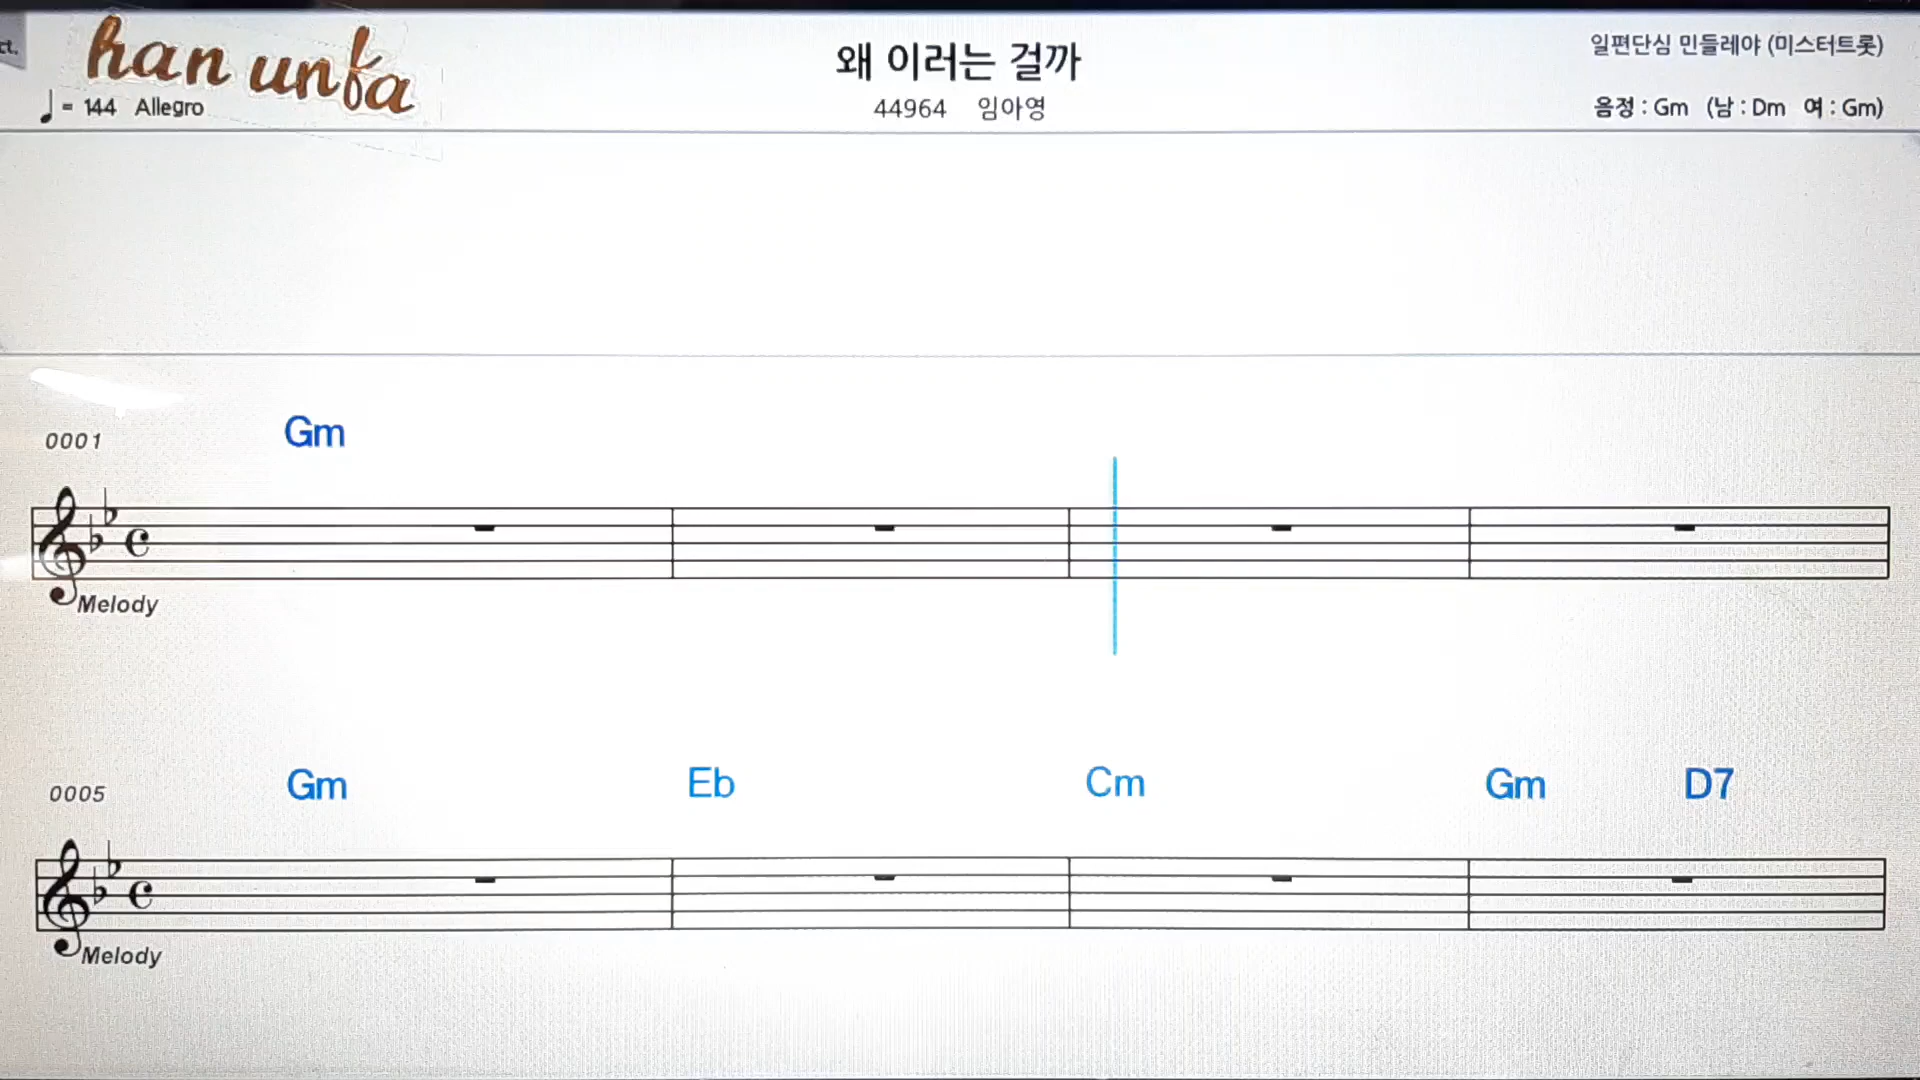 ct.
han unfa
♩ = 144 Allegro
왜 이러는 걸까
44964 임아영
일편단심 민들레야 (미스터트롯)
음정 : Gm (남 : Dm 여 : Gm)
0001 Gm
Melody
0005 Gm Eb Cm Gm D7
Melody